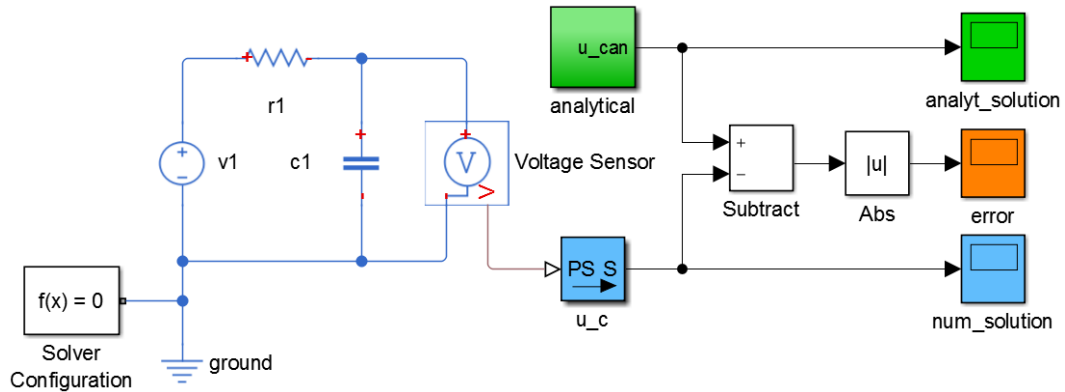 u_can
analytical
analyt_solution
r1
+
-
+
−
v1
c1
+
-
+
V
-
V
Voltage Sensor
+
−
Subtract
|u|
Abs
error
PS S
u_c
num_solution
f(x) = 0
Solver
Configuration
ground